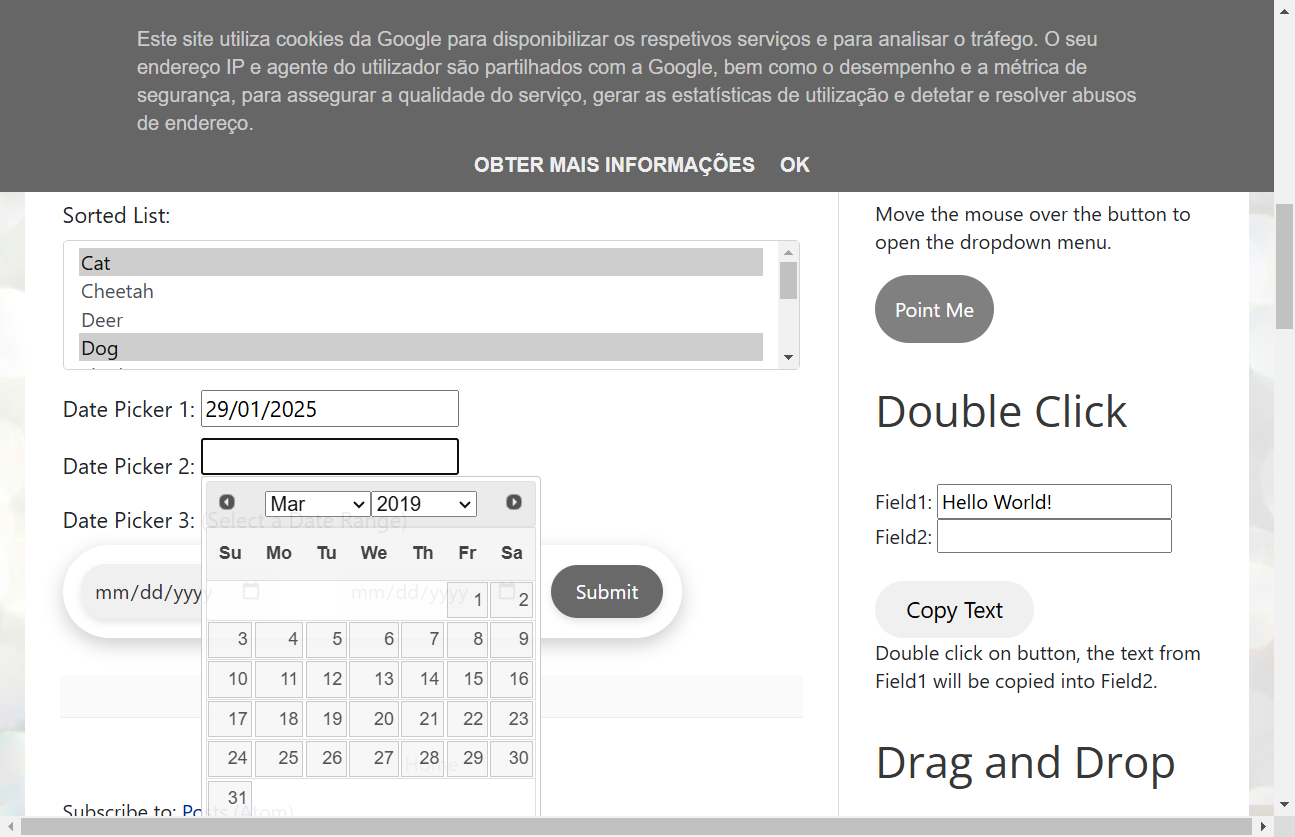 Este site utiliza cookies da Google para disponibilizar os respetivos serviços e para analisar o tráfego. O seu
endereço IP e agente do utilizador são partilhados com a Google, bem como o desempenho e a métrica de
segurança, para assegurar a qualidade do serviço, gerar as estatísticas de utilização e detetar e resolver abusos
de endereço.
OBTER MAIS INFORMAÇÕES OK
Sorted List:
Cat
Cheetah
Deer
Dog
Date Picker 1: 29/01/2025
Date Picker 2:
Mar 2019
Date Picker 3: (Select a Date Range)
Su Mo Tu We Th Fr Sa
mm/dd/yyyy mm/dd/yyyy Submit
1 2
3 4 5 6 7 8 9
10 11 12 13 14 15 16
17 18 19 20 21 22 23
24 25 26 27 28 29 30
Home
31
Subscribe to: Posts (Atom)
Move the mouse over the button to
open the dropdown menu.
Point Me
Double Click
Field1: Hello World!
Field2:
Copy Text
Double click on button, the text from
Field1 will be copied into Field2.
Drag and Drop